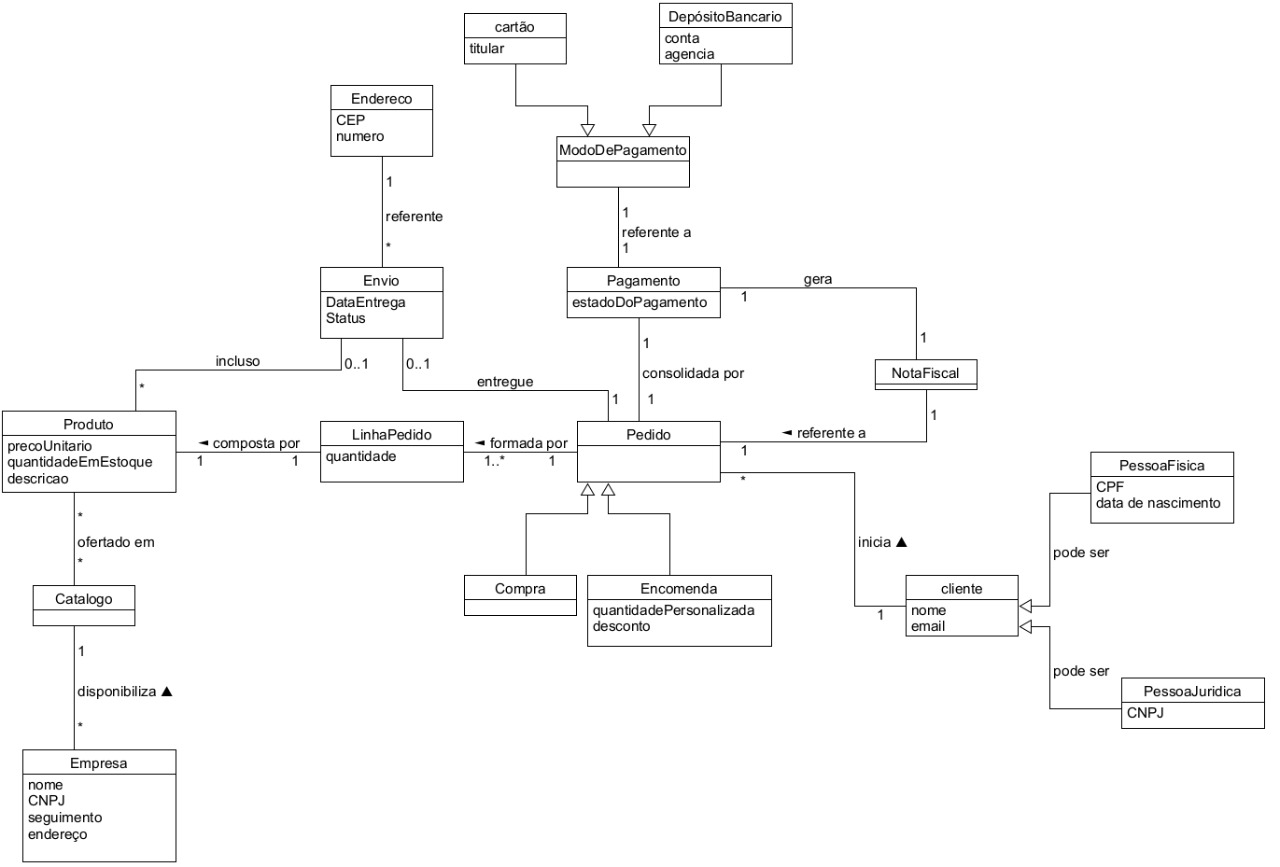 cartão
titular
DepósitoBancario
conta
agencia
Endereco
CEP
numero
ModoDePagamento
1
referente
*
1
referente a
1
Envio
DataEntrega
Status
Pagamento
estadoDoPagamento
gera
1
1
incluso
0..1
0..1
*
entregue
1
1
consolidada por
1
NotaFiscal
1
◄ referente a
1
Produto
precoUnitario
quantidadeEmEstoque
descricao
◄ composta por
1
1
LinhaPedido
quantidade
◄ formada por
1..*
1
Pedido
*
inicia ▲
1
PessoaFisica
CPF
data de nascimento
pode ser
*
ofertado em
*
Catalogo
Compra
Encomenda
quantidadePersonalizada
desconto
cliente
nome
email
pode ser
PessoaJuridica
CNPJ
1
disponibiliza ▲
*
Empresa
nome
CNPJ
seguimento
endereço